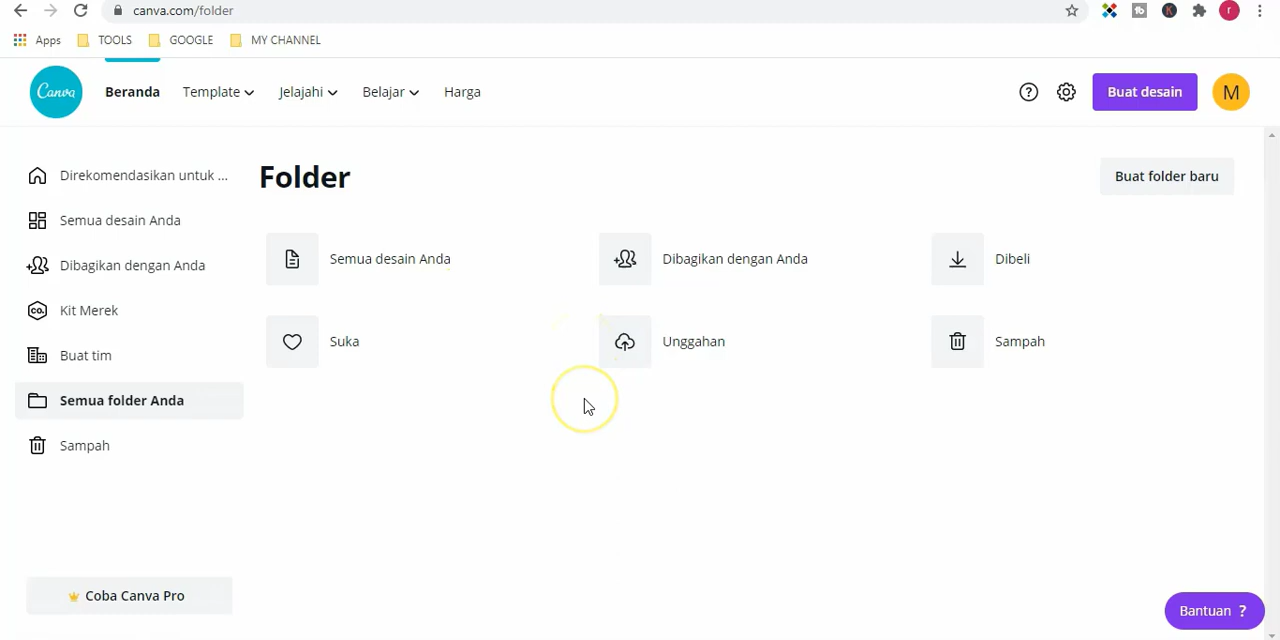 canva.com/folder
r
Apps
TOOLS
GOOGLE
MY CHANNEL
Canva
Beranda
Template
Jelajahi
Belajar
Harga
?
Buat desain
M
Direkomendasikan untuk ...
Semua desain Anda
Dibagikan dengan Anda
CO.
Kit Merek
Buat tim
Semua folder Anda
Sampah
Coba Canva Pro
Folder
Buat folder baru
Semua desain Anda
Dibagikan dengan Anda
Dibeli
Suka
Unggahan
Sampah
Bantuan ?